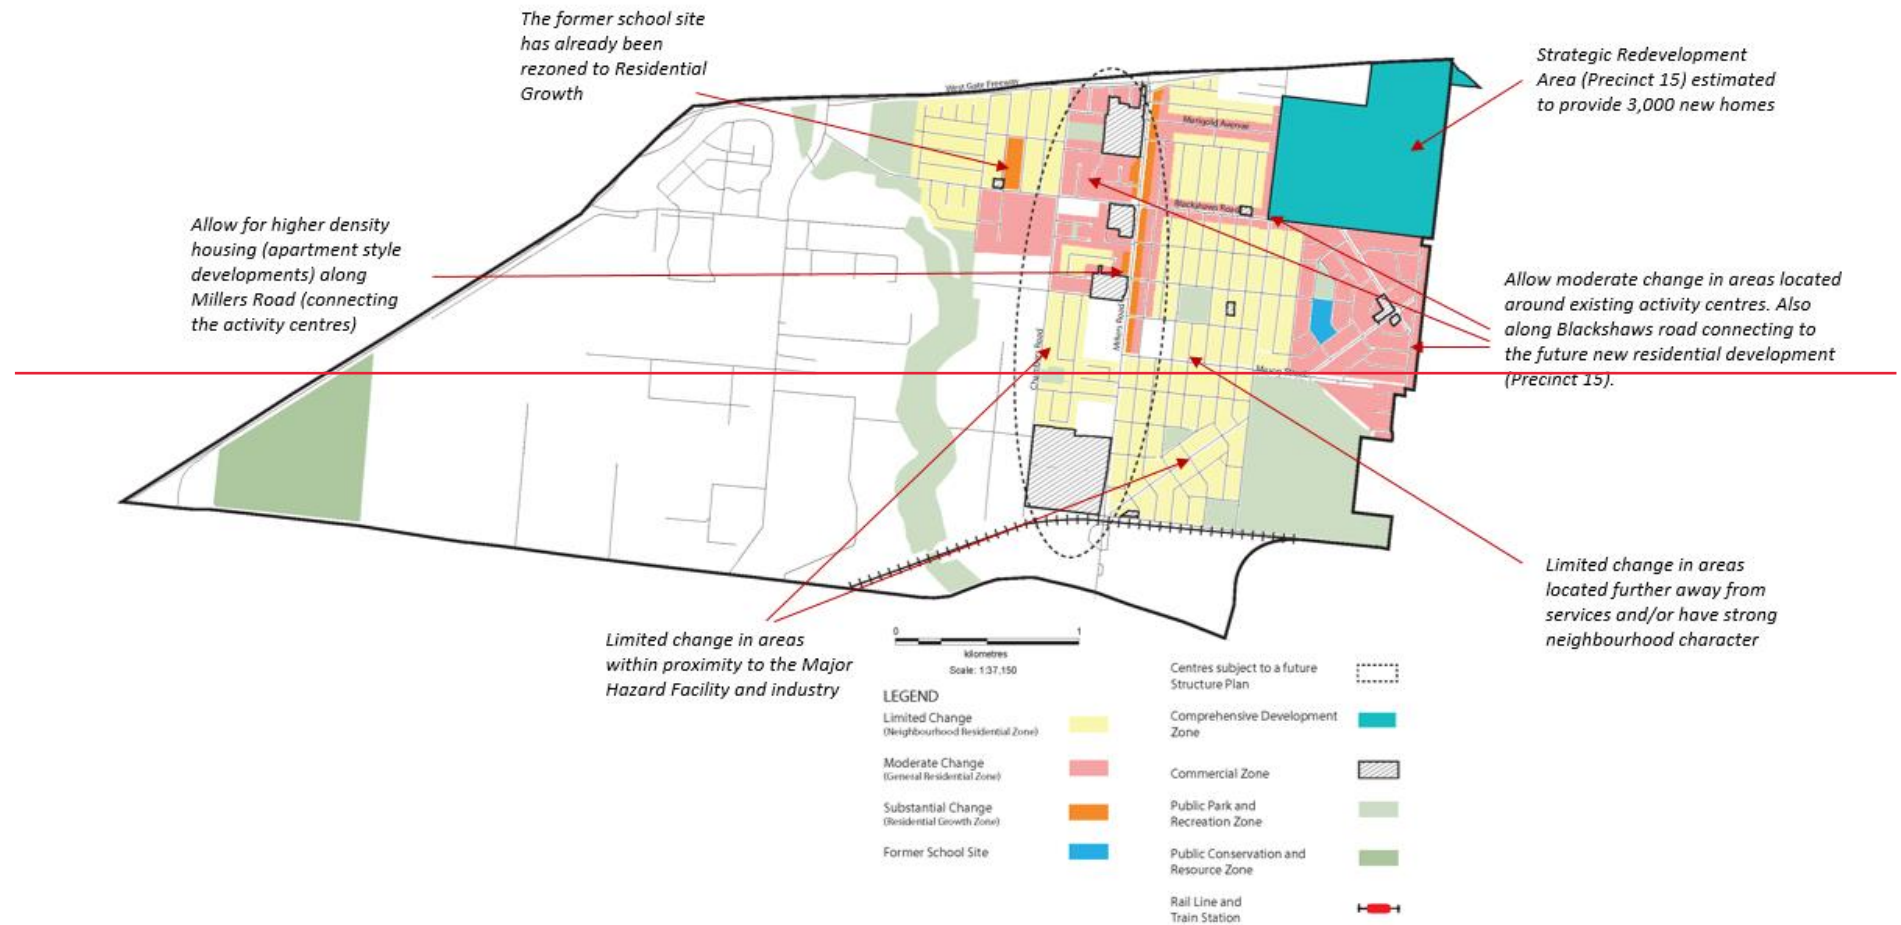 The former school site
has already been
rezoned to Residential
Growth
Strategic Redevelopment
Area (Precinct 15) estimated
to provide 3,000 new homes
Allow for higher density
housing (apartment style
developments) along
Millers Road (connecting
the activity centres)
Allow moderate change in areas located
around existing activity centres. Also
along Blackshaws road connecting to
the future new residential development
(Precinct 15).
West Gate Freeway
Marigold Avenue
Blackshaws Road
Millers Road
Road
Limited change in areas
located further away from
services and/or have strong
neighbourhood character
Limited change in areas
within proximity to the Major
Hazard Facility and industry
0 1
kilometres
Scale: 1:37,150
LEGEND
Limited Change
(Neighbourhood Residential Zone)
Moderate Change
(General Residential Zone)
Substantial Change
(Residential Growth Zone)
Former School Site
Centres subject to a future
Structure Plan
Comprehensive Development
Zone
Commercial Zone
Public Park and
Recreation Zone
Public Conservation and
Resource Zone
Rail Line and
Train Station